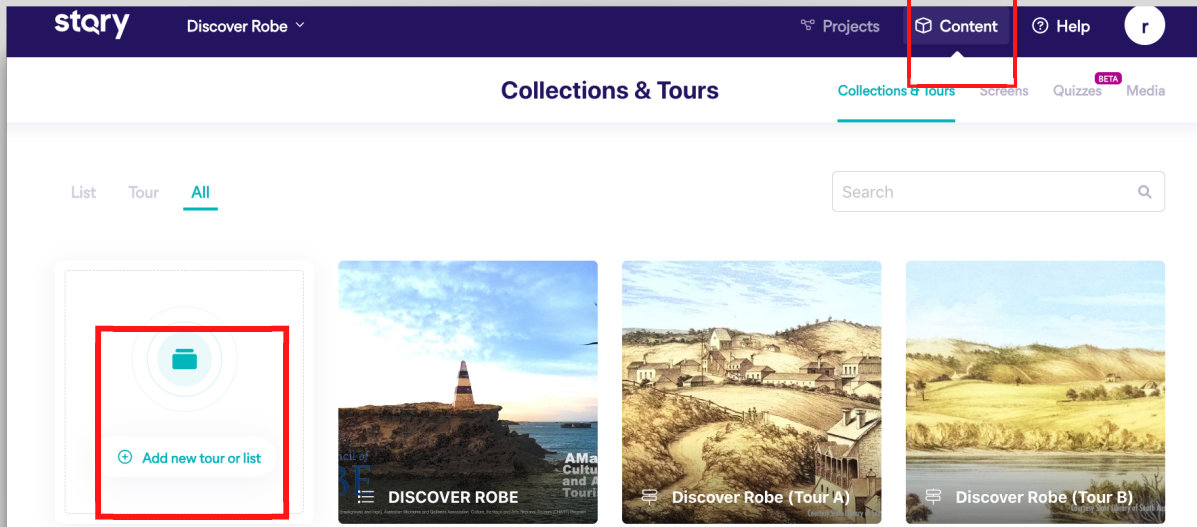 stqry
Discover Robe
Projects
Content
Help
r
Collections & Tours
Collections & Tours
Screens
Quizzes
BETA
Media
List
Tour
All
Search
Add new tour or list
DISCOVER ROBE
Discover Robe (Tour A)
Discover Robe (Tour B)